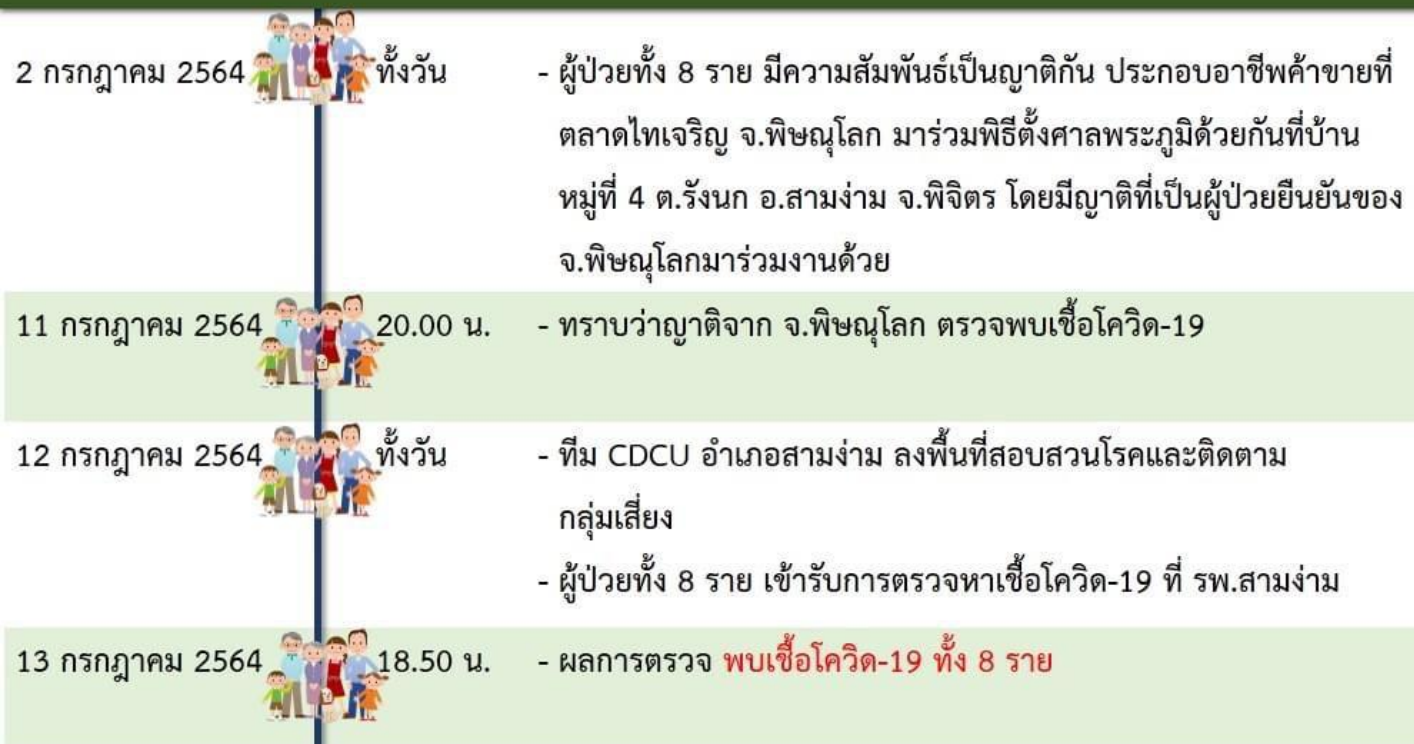 2 กรกฎาคม 2564 ทั้งวัน - ผู้ป่วยทั้ง 8 ราย มีความสัมพันธ์เป็นญาติกัน ประกอบอาชีพค้าขายที่
ตลาดไทเจริญ จ.พิษณุโลก มาร่วมพิธีตั้งศาลพระภูมิด้วยกันที่บ้าน
หมู่ที่ 4 ต.รังนก อ.สามง่าม จ.พิจิตร โดยมีญาติที่เป็นผู้ป่วยยืนยันของ
จ.พิษณุโลกมาร่วมงานด้วย
11 กรกฎาคม 2564 20.00 น. - ทราบว่าญาติจาก จ.พิษณุโลก ตรวจพบเชื้อโควิด-19
12 กรกฎาคม 2564 ทั้งวัน - ทีม CDCU อำเภอสามง่าม ลงพื้นที่สอบสวนโรคและติดตาม
กลุ่มเสี่ยง
- ผู้ป่วยทั้ง 8 ราย เข้ารับการตรวจหาเชื้อโควิด-19 ที่ รพ.สามง่าม
13 กรกฎาคม 2564 18.50 น. - ผลการตรวจ พบเชื้อโควิด-19 ทั้ง 8 ราย